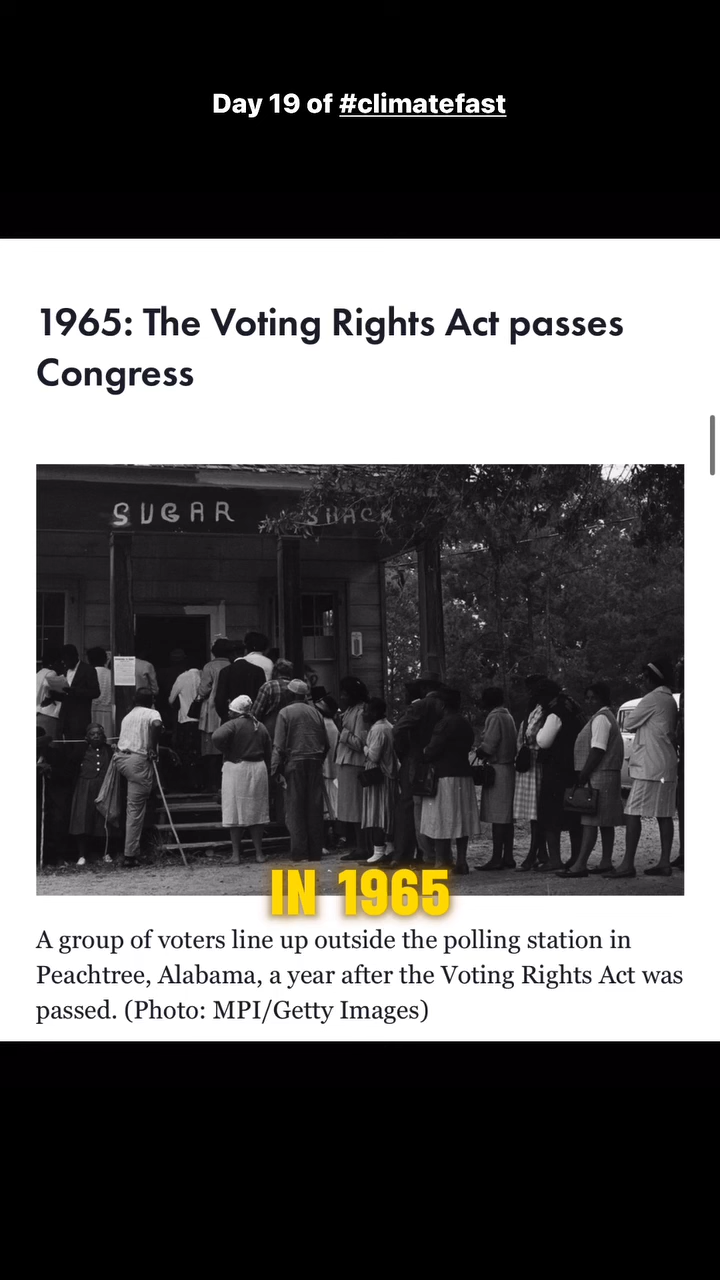 Day 19 of #climatefast
1965: The Voting Rights Act passes
Congress
SUGAR SHACK
IN 1965
A group of voters line up outside the polling station in
Peachtree, Alabama, a year after the Voting Rights Act was
passed. (Photo: MPI/Getty Images)